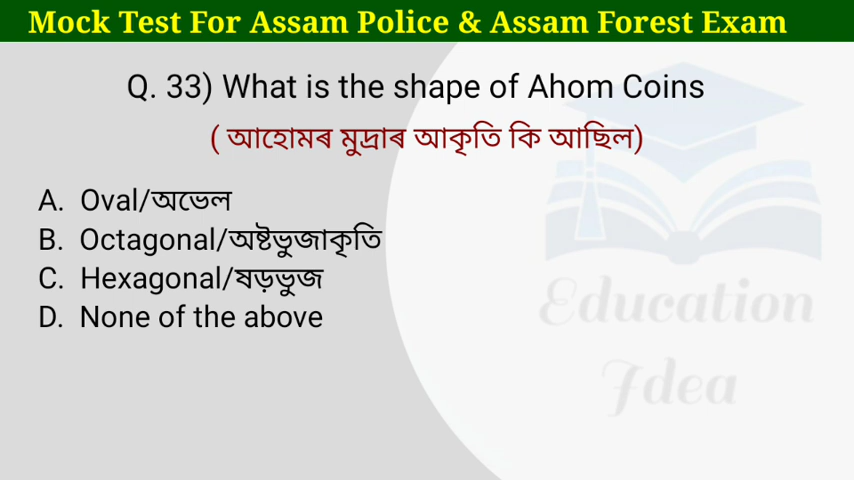 Mock Test For Assam Police & Assam Forest Exam
Q. 33) What is the shape of Ahom Coins
( আহোমৰ মুদ্ৰাৰ আকৃতি কি আছিল)
A. Oval/অভেল
B. Octagonal/অষ্টভুজাকৃতি
C. Hexagonal/ষড়ভুজ
D. None of the above
Education
Idea